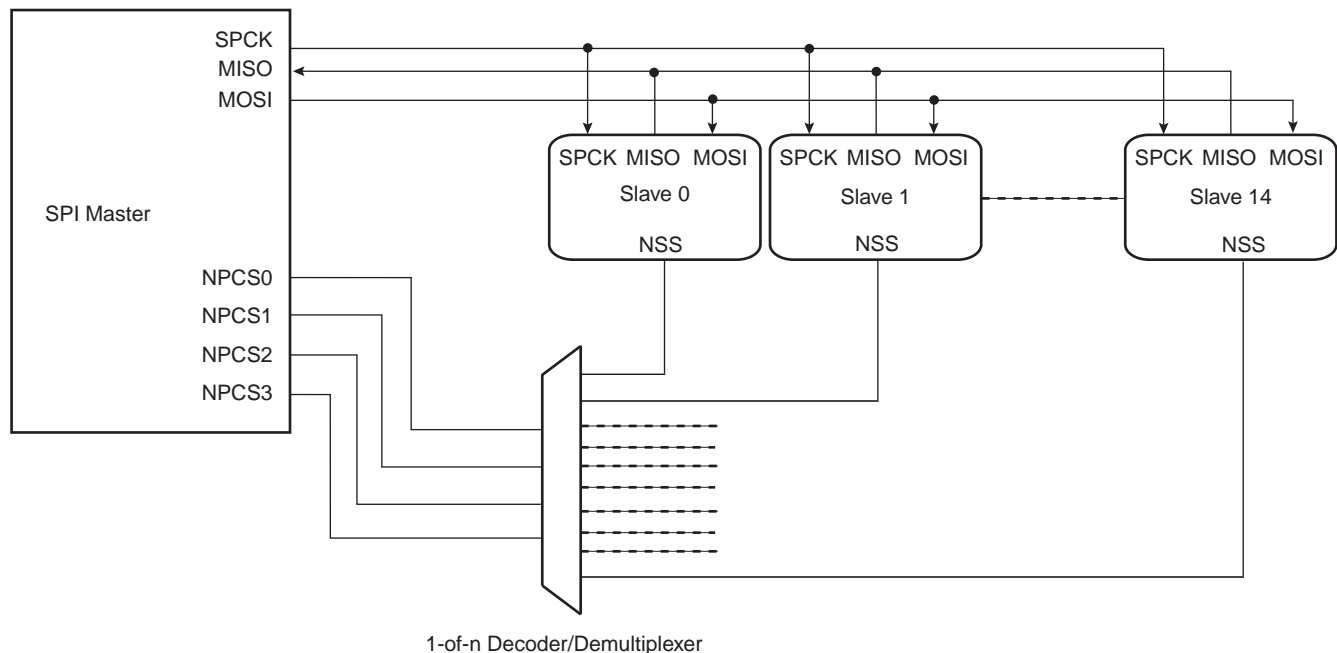 SPCK
MISO
MOSI
SPI Master
NPCS0
NPCS1
NPCS2
NPCS3
SPCK MISO MOSI
Slave 0
NSS
SPCK MISO MOSI
Slave 1
NSS
SPCK MISO MOSI
Slave 14
NSS
1-of-n Decoder/Demultiplexer